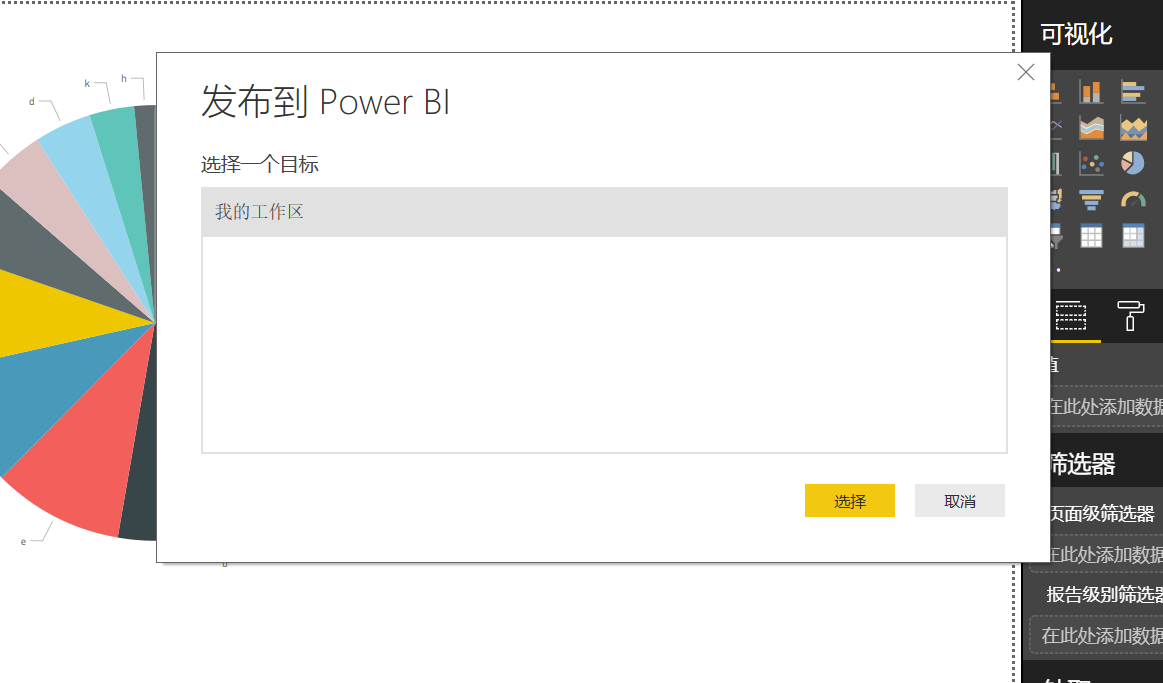 可视化
发布到 Power BI
选择一个目标
我的工作区
选择
取消
h
k
d
e
值
在此处添加数据
筛选器
页面级筛选器
在此处添加数据
报告级别筛选器
在此处添加数据